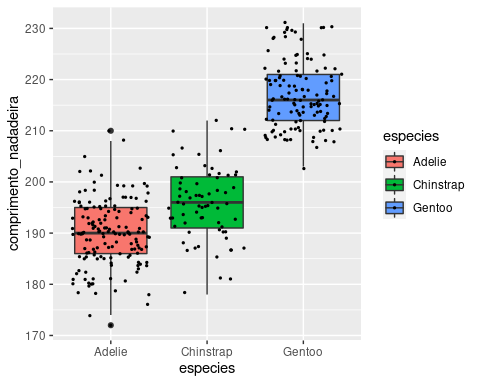 230
220
210
200
190
180
170
comprimento_nadadeira
Adelie
Chinstrap
Gentoo
especies
especies
Adelie
Chinstrap
Gentoo